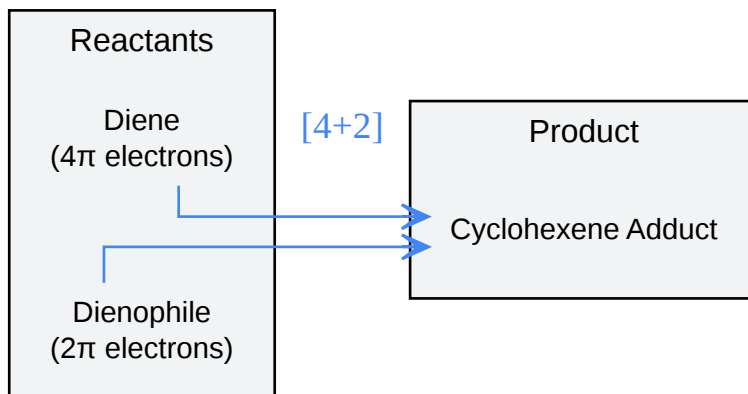 Reactants
Diene
(4π electrons)
Dienophile
(2π electrons)
[4+2]
Product
Cyclohexene Adduct